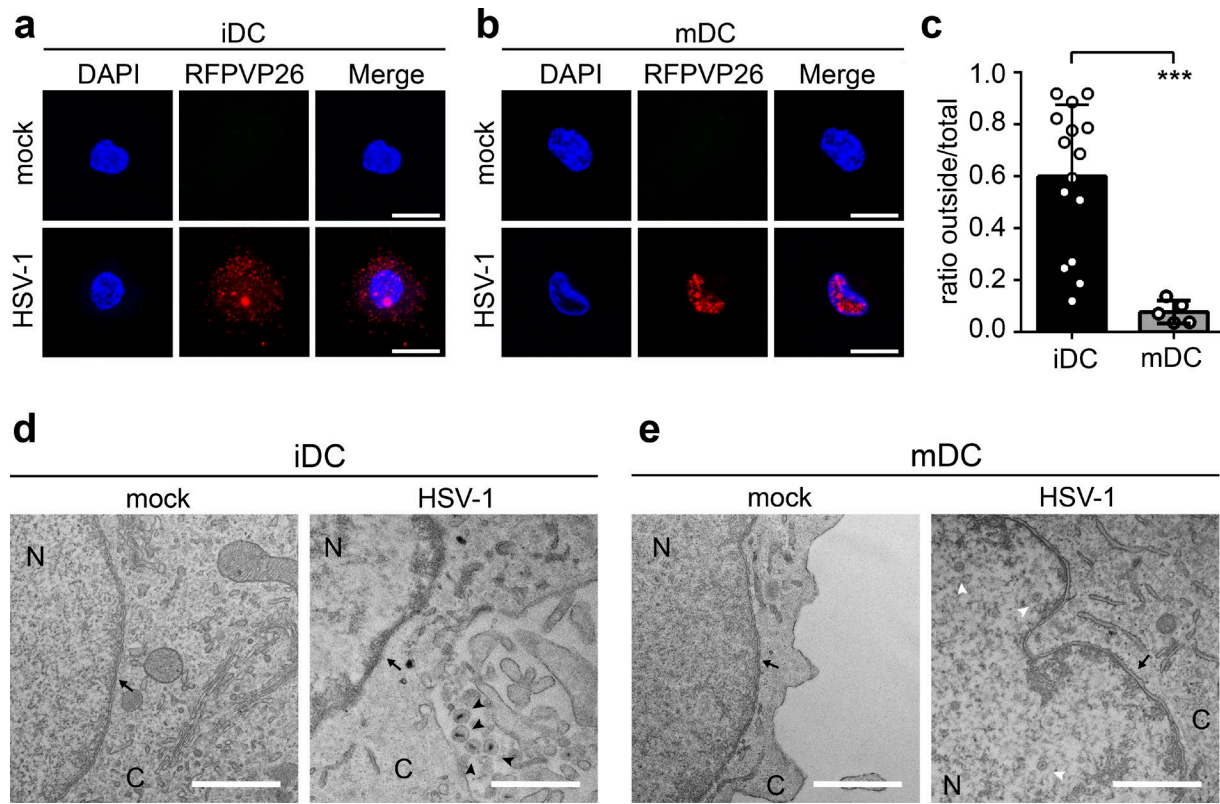 a
iDC
DAPI RFPVP26 Merge
mock
HSV-1
b
mDC
DAPI RFPVP26 Merge
mock
HSV-1
c
***
ratio outside/total
1.0
0.8
0.6
0.4
0.2
0.0
iDC mDC
d
iDC
mock HSV-1
N
C
N
C
e
mDC
mock HSV-1
N
C
C
N